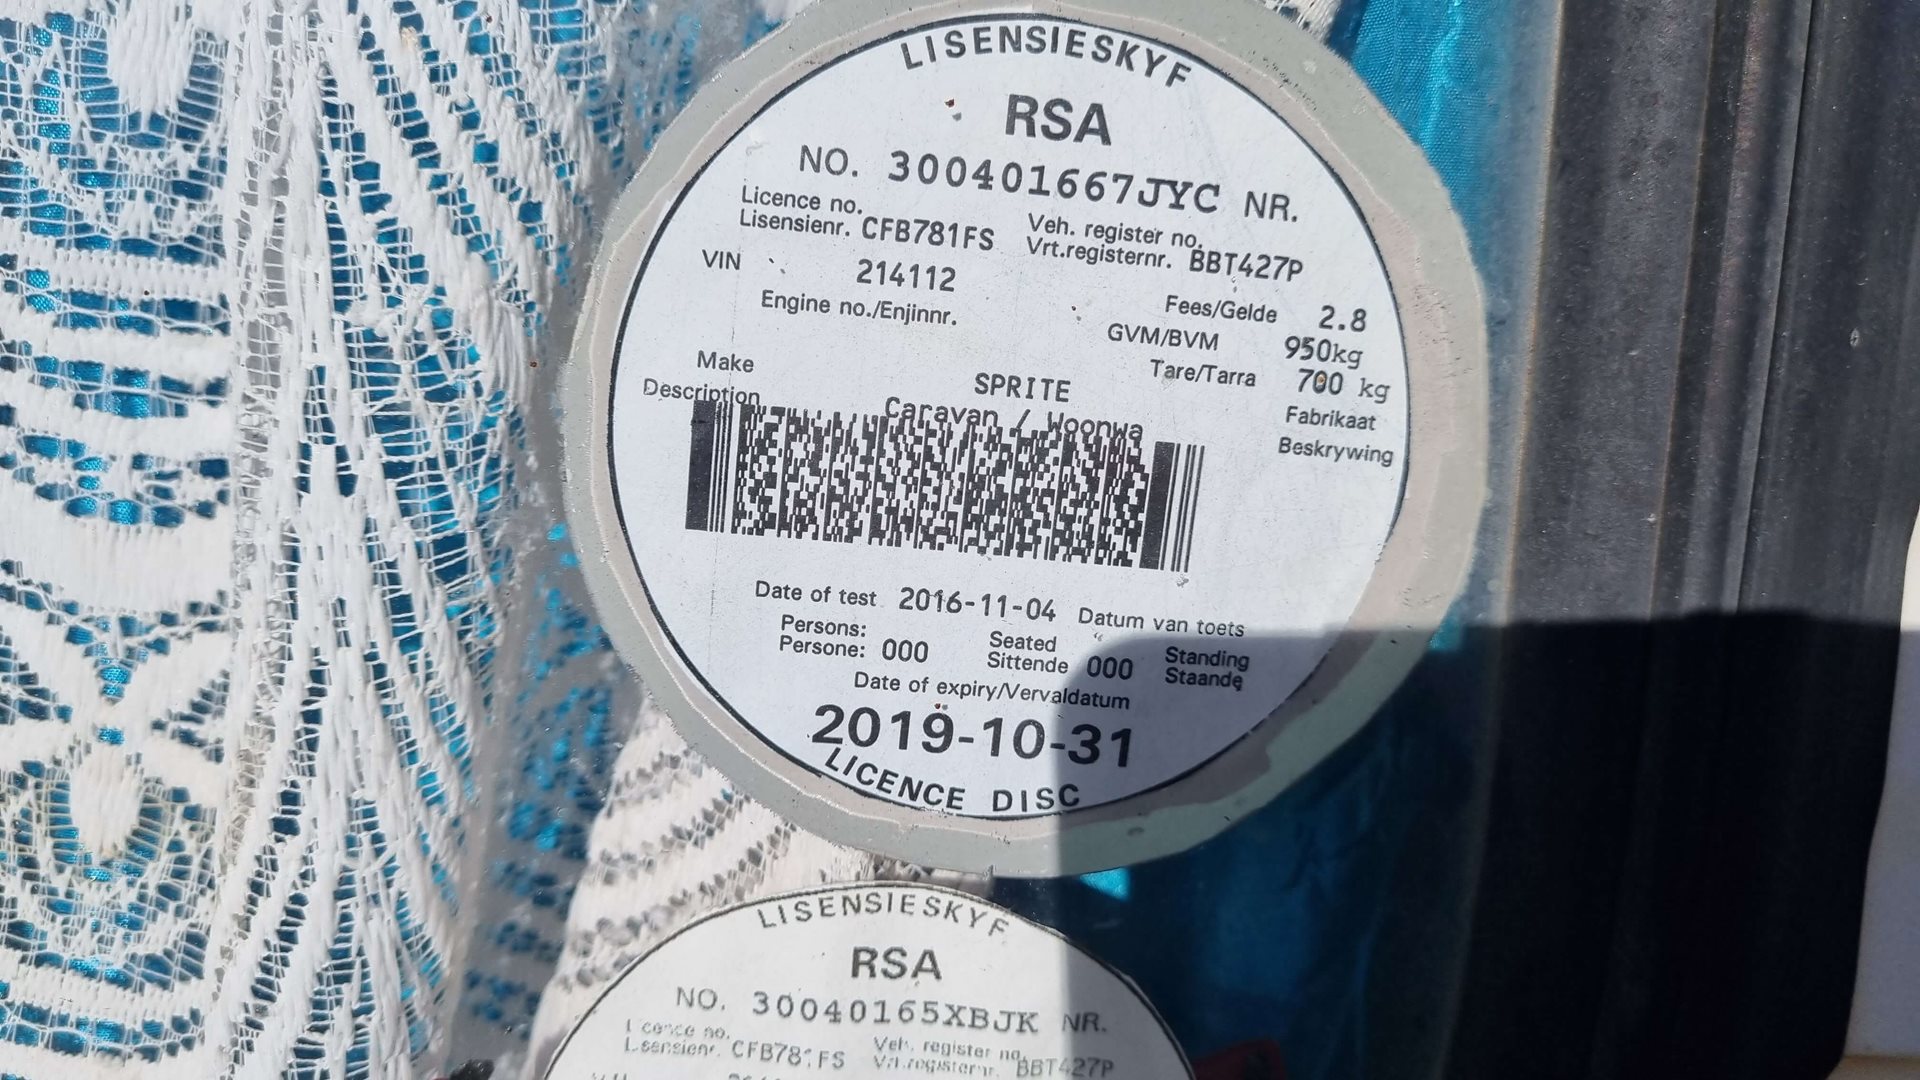 LISENSIESKYF
RSA
NO. 300401667JYC NR.
Licence no. Veh. register no.
Lisensienr. CFB781FS Vrt.registernr. BBT427P
VIN 214112 Fees/Gelde 2.8
Engine no./Enjinnr. GVM/BVM 950kg
Tare/Tarra 700 kg
Make SPRITE Fabrikaat
Description Caravan / Woonwa Beskrywing
Date of test 2016-11-04 Datum van toets
Persons: Seated Standing
Persone: 000 Sittende 000 Staande
Date of expiry/Vervaldatum
2019-10-31
LICENCE DISC
LISENSIESKYF
RSA
NO. 30040165XBJK NR.
Licence no. Veh. register no.
Lisensienr. CFB781FS Vrt.registernr. BBT427P